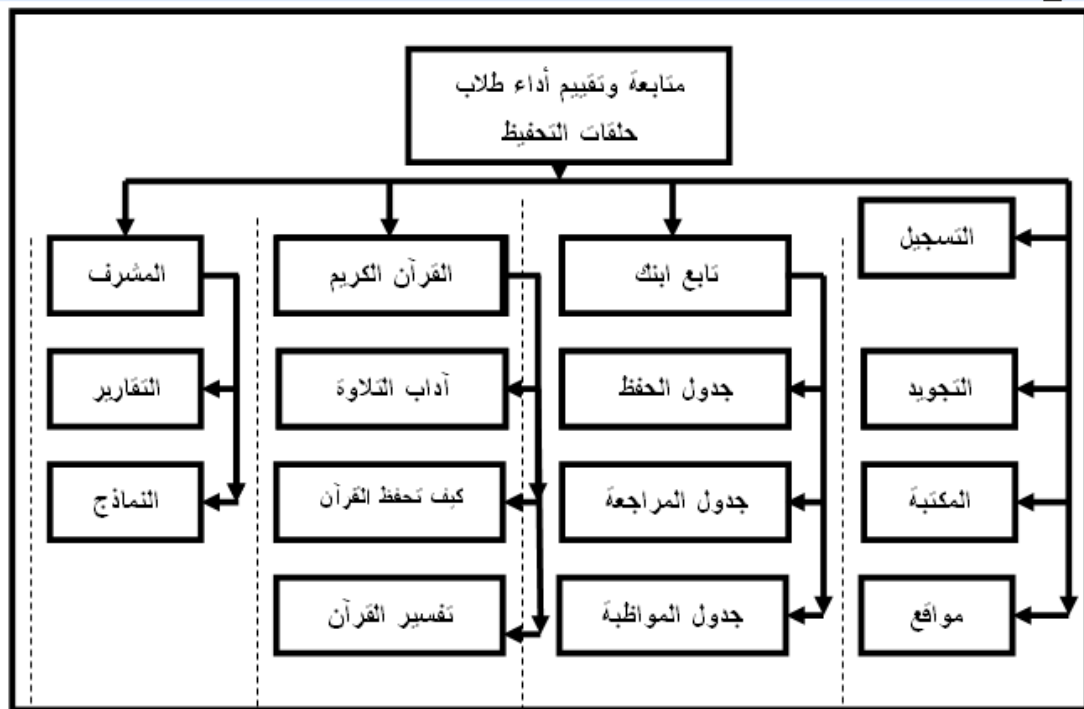 متابعة وتقييم أداء طلاب
حلقات التحفيظ
التسجيل
التجويد
المكتبة
مواقع
تابع ابنك
جدول الحفظ
جدول المراجعة
جدول المواظبة
القرآن الكريم
آداب التلاوة
كيف تحفظ القرآن
تفسير القرآن
المشرف
التقارير
النماذج